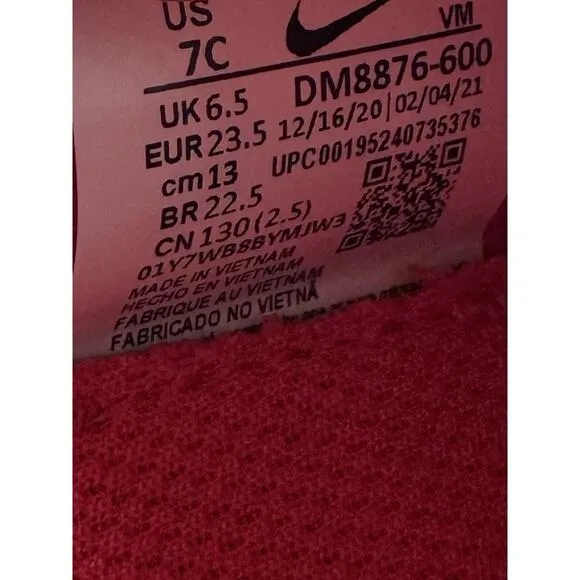 US
7C
VM
UK 6.5
DM8876-600
EUR 23.5
12/16/20 | 02/04/21
cm 13
UPC00195240735376
BR 22.5
CN 130 (2.5)
01Y7WB8BYMJW3
MADE IN VIETNAM
HECHO EN VIETNAM
FABRIQUE AU VIETNAM
FABRICADO NO VIETNÃ